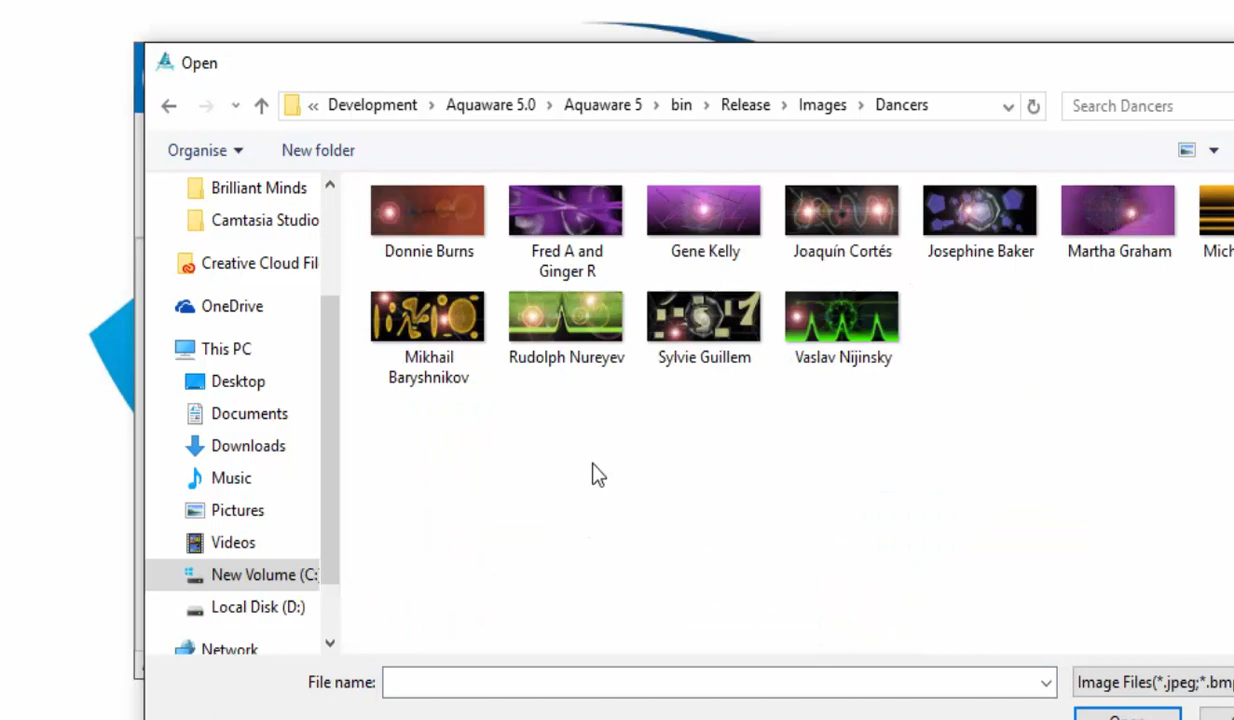 Open
« Development > Aquaware 5.0 > Aquaware 5 > bin > Release > Images > Dancers
Search Dancers
Organise
New folder
Brilliant Minds
Camtasia Studio
Creative Cloud Fil
OneDrive
This PC
Desktop
Documents
Downloads
Music
Pictures
Videos
New Volume (C:
Local Disk (D:)
Network
Donnie Burns
Fred A and
Ginger R
Gene Kelly
Joaquín Cortés
Josephine Baker
Martha Graham
Mich
Mikhail
Baryshnikov
Rudolph Nureyev
Sylvie Guillem
Vaslav Nijinsky
File name:
Image Files(*.jpeg;*.bmp